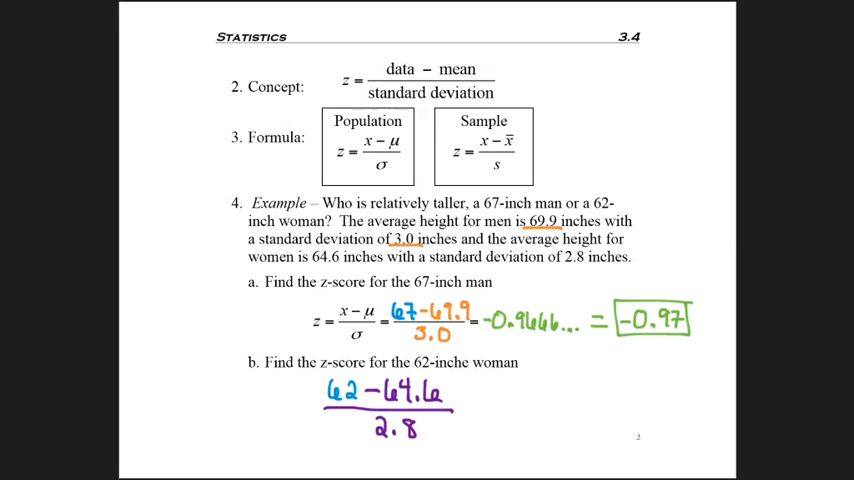 STATISTICS 3.4
2. Concept: z = data – mean / standard deviation
3. Formula: Population z = x – μ / σ Sample z = x – x̄ / s
4. Example – Who is relatively taller, a 67-inch man or a 62-
inch woman? The average height for men is 69.9 inches with
a standard deviation of 3.0 inches and the average height for
women is 64.6 inches with a standard deviation of 2.8 inches.
a. Find the z-score for the 67-inch man
z = x – μ / σ = 67 – 69.9 / 3.0 = -0.9666... = -0.97
b. Find the z-score for the 62-inche woman
62 – 64.6 / 2.8
2